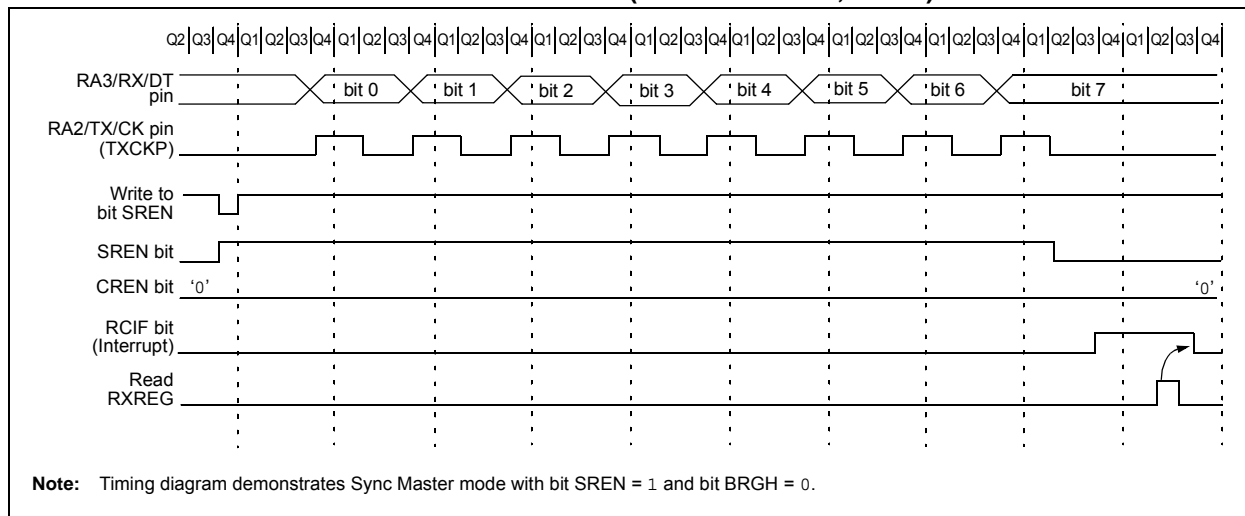 Q2 Q3 Q4 Q1 Q2 Q3 Q4 Q1 Q2 Q3 Q4 Q1 Q2 Q3 Q4 Q1 Q2 Q3 Q4 Q1 Q2 Q3 Q4 Q1 Q2 Q3 Q4 Q1 Q2 Q3 Q4 Q1 Q2 Q3 Q4 Q1 Q2 Q3 Q4 Q1 Q2 Q3 Q4
RA3/RX/DT
pin
bit 0 bit 1 bit 2 bit 3 bit 4 bit 5 bit 6 bit 7
RA2/TX/CK pin
(TXCKP)
Write to
bit SREN
SREN bit
CREN bit '0' '0'
RCIF bit
(Interrupt)
Read
RXREG
Note: Timing diagram demonstrates Sync Master mode with bit SREN = 1 and bit BRGH = 0.